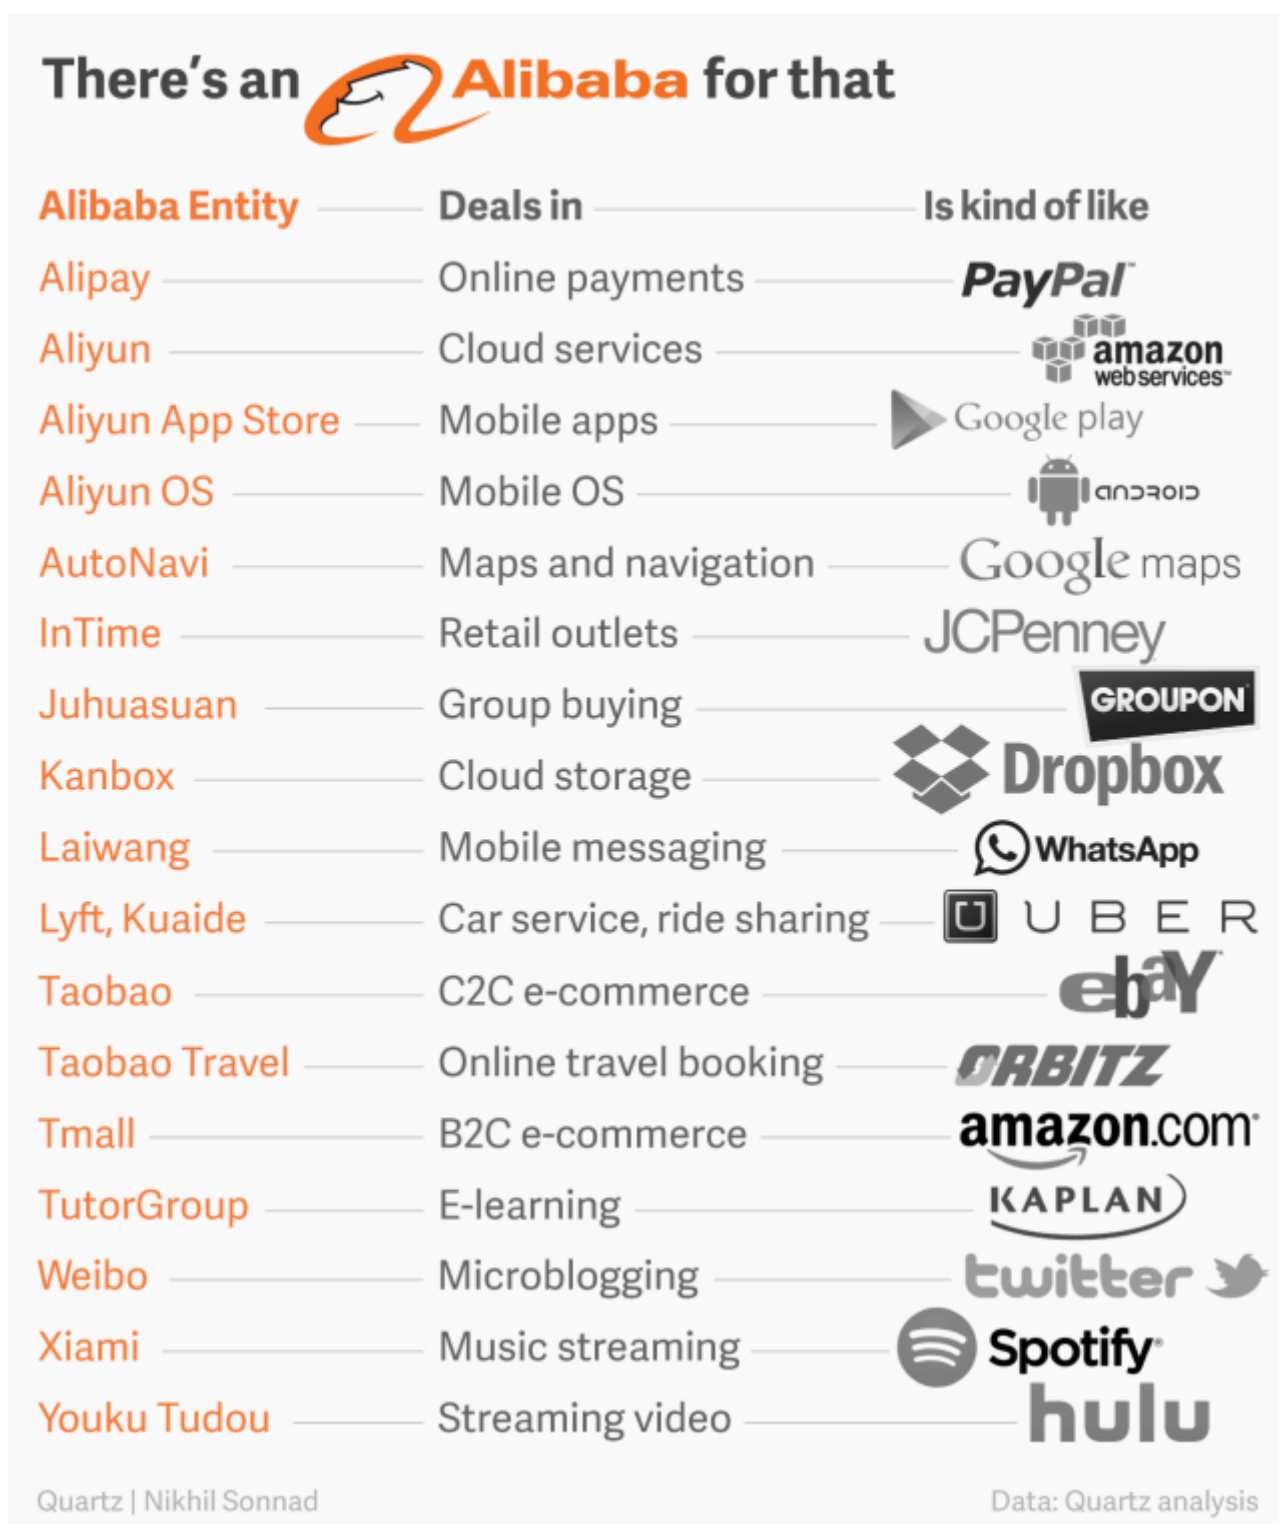 There's an Alibaba for that
Alibaba Entity Deals in Is kind of like
Alipay Online payments PayPal™
Aliyun Cloud services amazon webservices™
Aliyun App Store Mobile apps Google play
Aliyun OS Mobile OS ANDROID
AutoNavi Maps and navigation Google maps
InTime Retail outlets JCPenney
Juhuasuan Group buying GROUPON
Kanbox Cloud storage Dropbox
Laiwang Mobile messaging WhatsApp
Lyft, Kuaide Car service, ride sharing UBER
Taobao C2C e-commerce ebaY
Taobao Travel Online travel booking ORBITZ
Tmall B2C e-commerce amazon.com®
TutorGroup E-learning KAPLAN
Weibo Microblogging twitter
Xiami Music streaming Spotify®
Youku Tudou Streaming video hulu
Quartz | Nikhil Sonnad Data: Quartz analysis